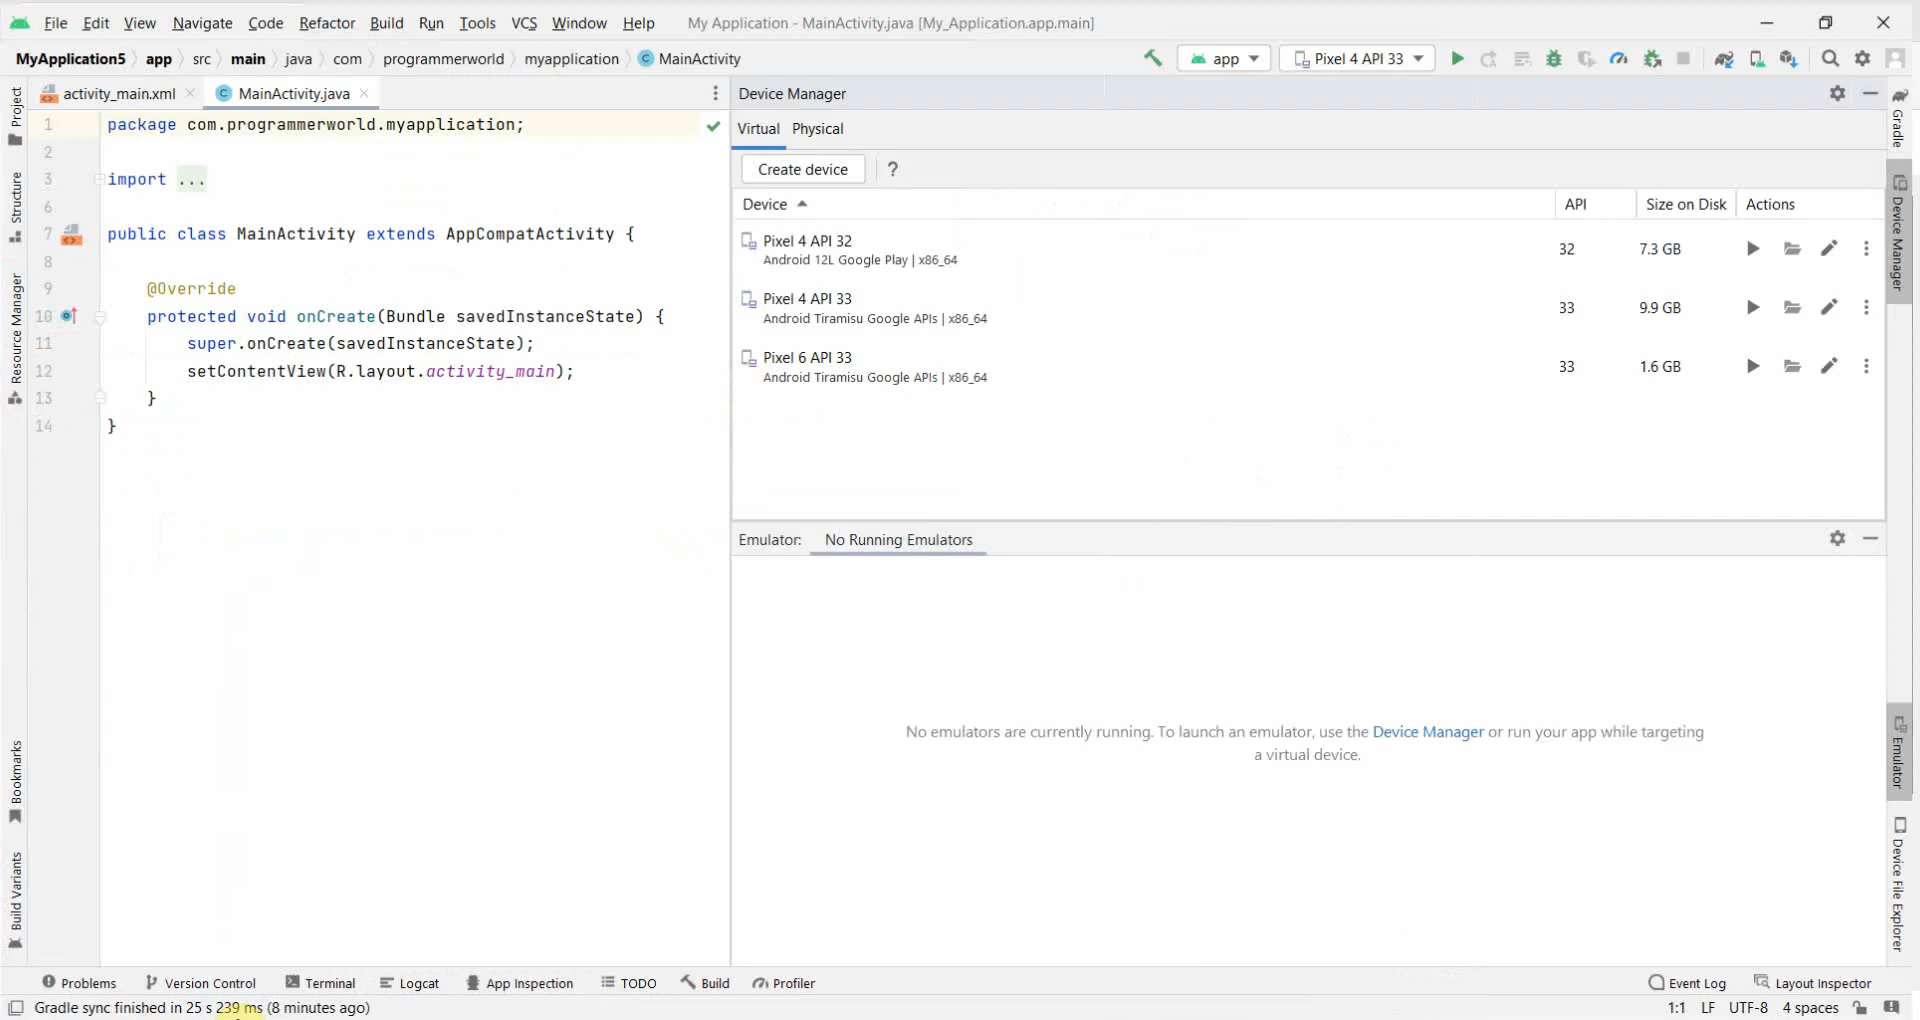 File Edit View Navigate Code Refactor Build Run Tools VCS Window Help My Application - MainActivity.java [My_Application.app.main]
MyApplication5 app src main java com programmerworld myapplication MainActivity app Pixel 4 API 33
activity_main.xml MainActivity.java
Device Manager
Virtual Physical
Create device ?
Device API Size on Disk Actions
Pixel 4 API 32 32 7.3 GB
Android 12L Google Play | x86_64
Pixel 4 API 33 33 9.9 GB
Android Tiramisu Google APIs | x86_64
Pixel 6 API 33 33 1.6 GB
Android Tiramisu Google APIs | x86_64
1 package com.programmerworld.myapplication;
2
3 import ...
6
7 public class MainActivity extends AppCompatActivity {
8
9 @Override
10 protected void onCreate(Bundle savedInstanceState) {
11 super.onCreate(savedInstanceState);
12 setContentView(R.layout.activity_main);
13 }
14 }
Emulator: No Running Emulators
No emulators are currently running. To launch an emulator, use the Device Manager or run your app while targeting
a virtual device.
Project
Structure
Resource Manager
Bookmarks
Build Variants
Gradle
Device Manager
Emulator
Device File Explorer
Problems Version Control Terminal Logcat App Inspection TODO Build Profiler Event Log Layout Inspector
Gradle sync finished in 25 s 239 ms (8 minutes ago) 1:1 LF UTF-8 4 spaces